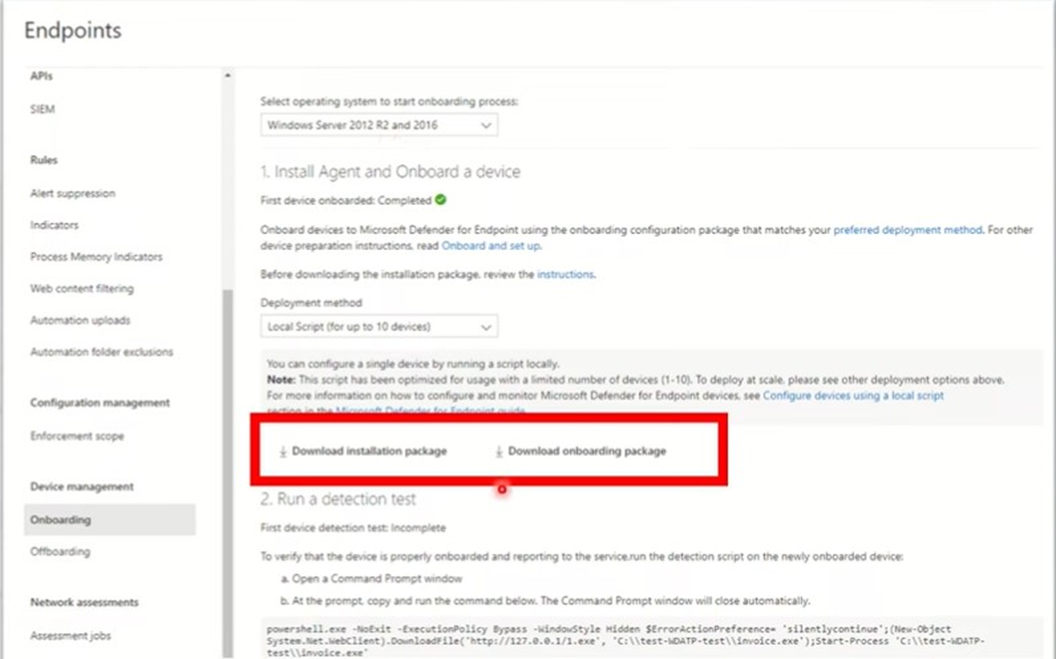 Endpoints
APIs
SIEM
Rules
Alert suppression
Indicators
Process Memory Indicators
Web content filtering
Automation uploads
Automation folder exclusions
Configuration management
Enforcement scope
Device management
Onboarding
Offboarding
Network assessments
Assessment jobs
Select operating system to start onboarding process:
Windows Server 2012 R2 and 2016
1. Install Agent and Onboard a device
First device onboarded: Completed
Onboard devices to Microsoft Defender for Endpoint using the onboarding configuration package that matches your preferred deployment method. For other
device preparation instructions, read Onboard and set up.
Before downloading the installation package, review the instructions.
Deployment method
Local Script (for up to 10 devices)
You can configure a single device by running a script locally.
Note: This script has been optimized for usage with a limited number of devices (1-10). To deploy at scale, please see other deployment options above.
For more information on how to configure and monitor Microsoft Defender for Endpoint devices, see Configure devices using a local script
section in the Microsoft Defender for Endpoint guide
Download installation package
Download onboarding package
2. Run a detection test
First device detection test: Incomplete
To verify that the device is properly onboarded and reporting to the service,run the detection script on the newly onboarded device:
a. Open a Command Prompt window
b. At the prompt, copy and run the command below. The Command Prompt window will close automatically.
powershell.exe -NoExit -ExecutionPolicy Bypass -WindowStyle Hidden $ErrorActionPreference= 'silentlycontinue';(New-Object
System.Net.WebClient).DownloadFile('http://127.0.0.1/1.exe', 'C:\\test-WDATP-test\\invoice.exe');Start-Process 'C:\\test-WDATP-
test\\invoice.exe'